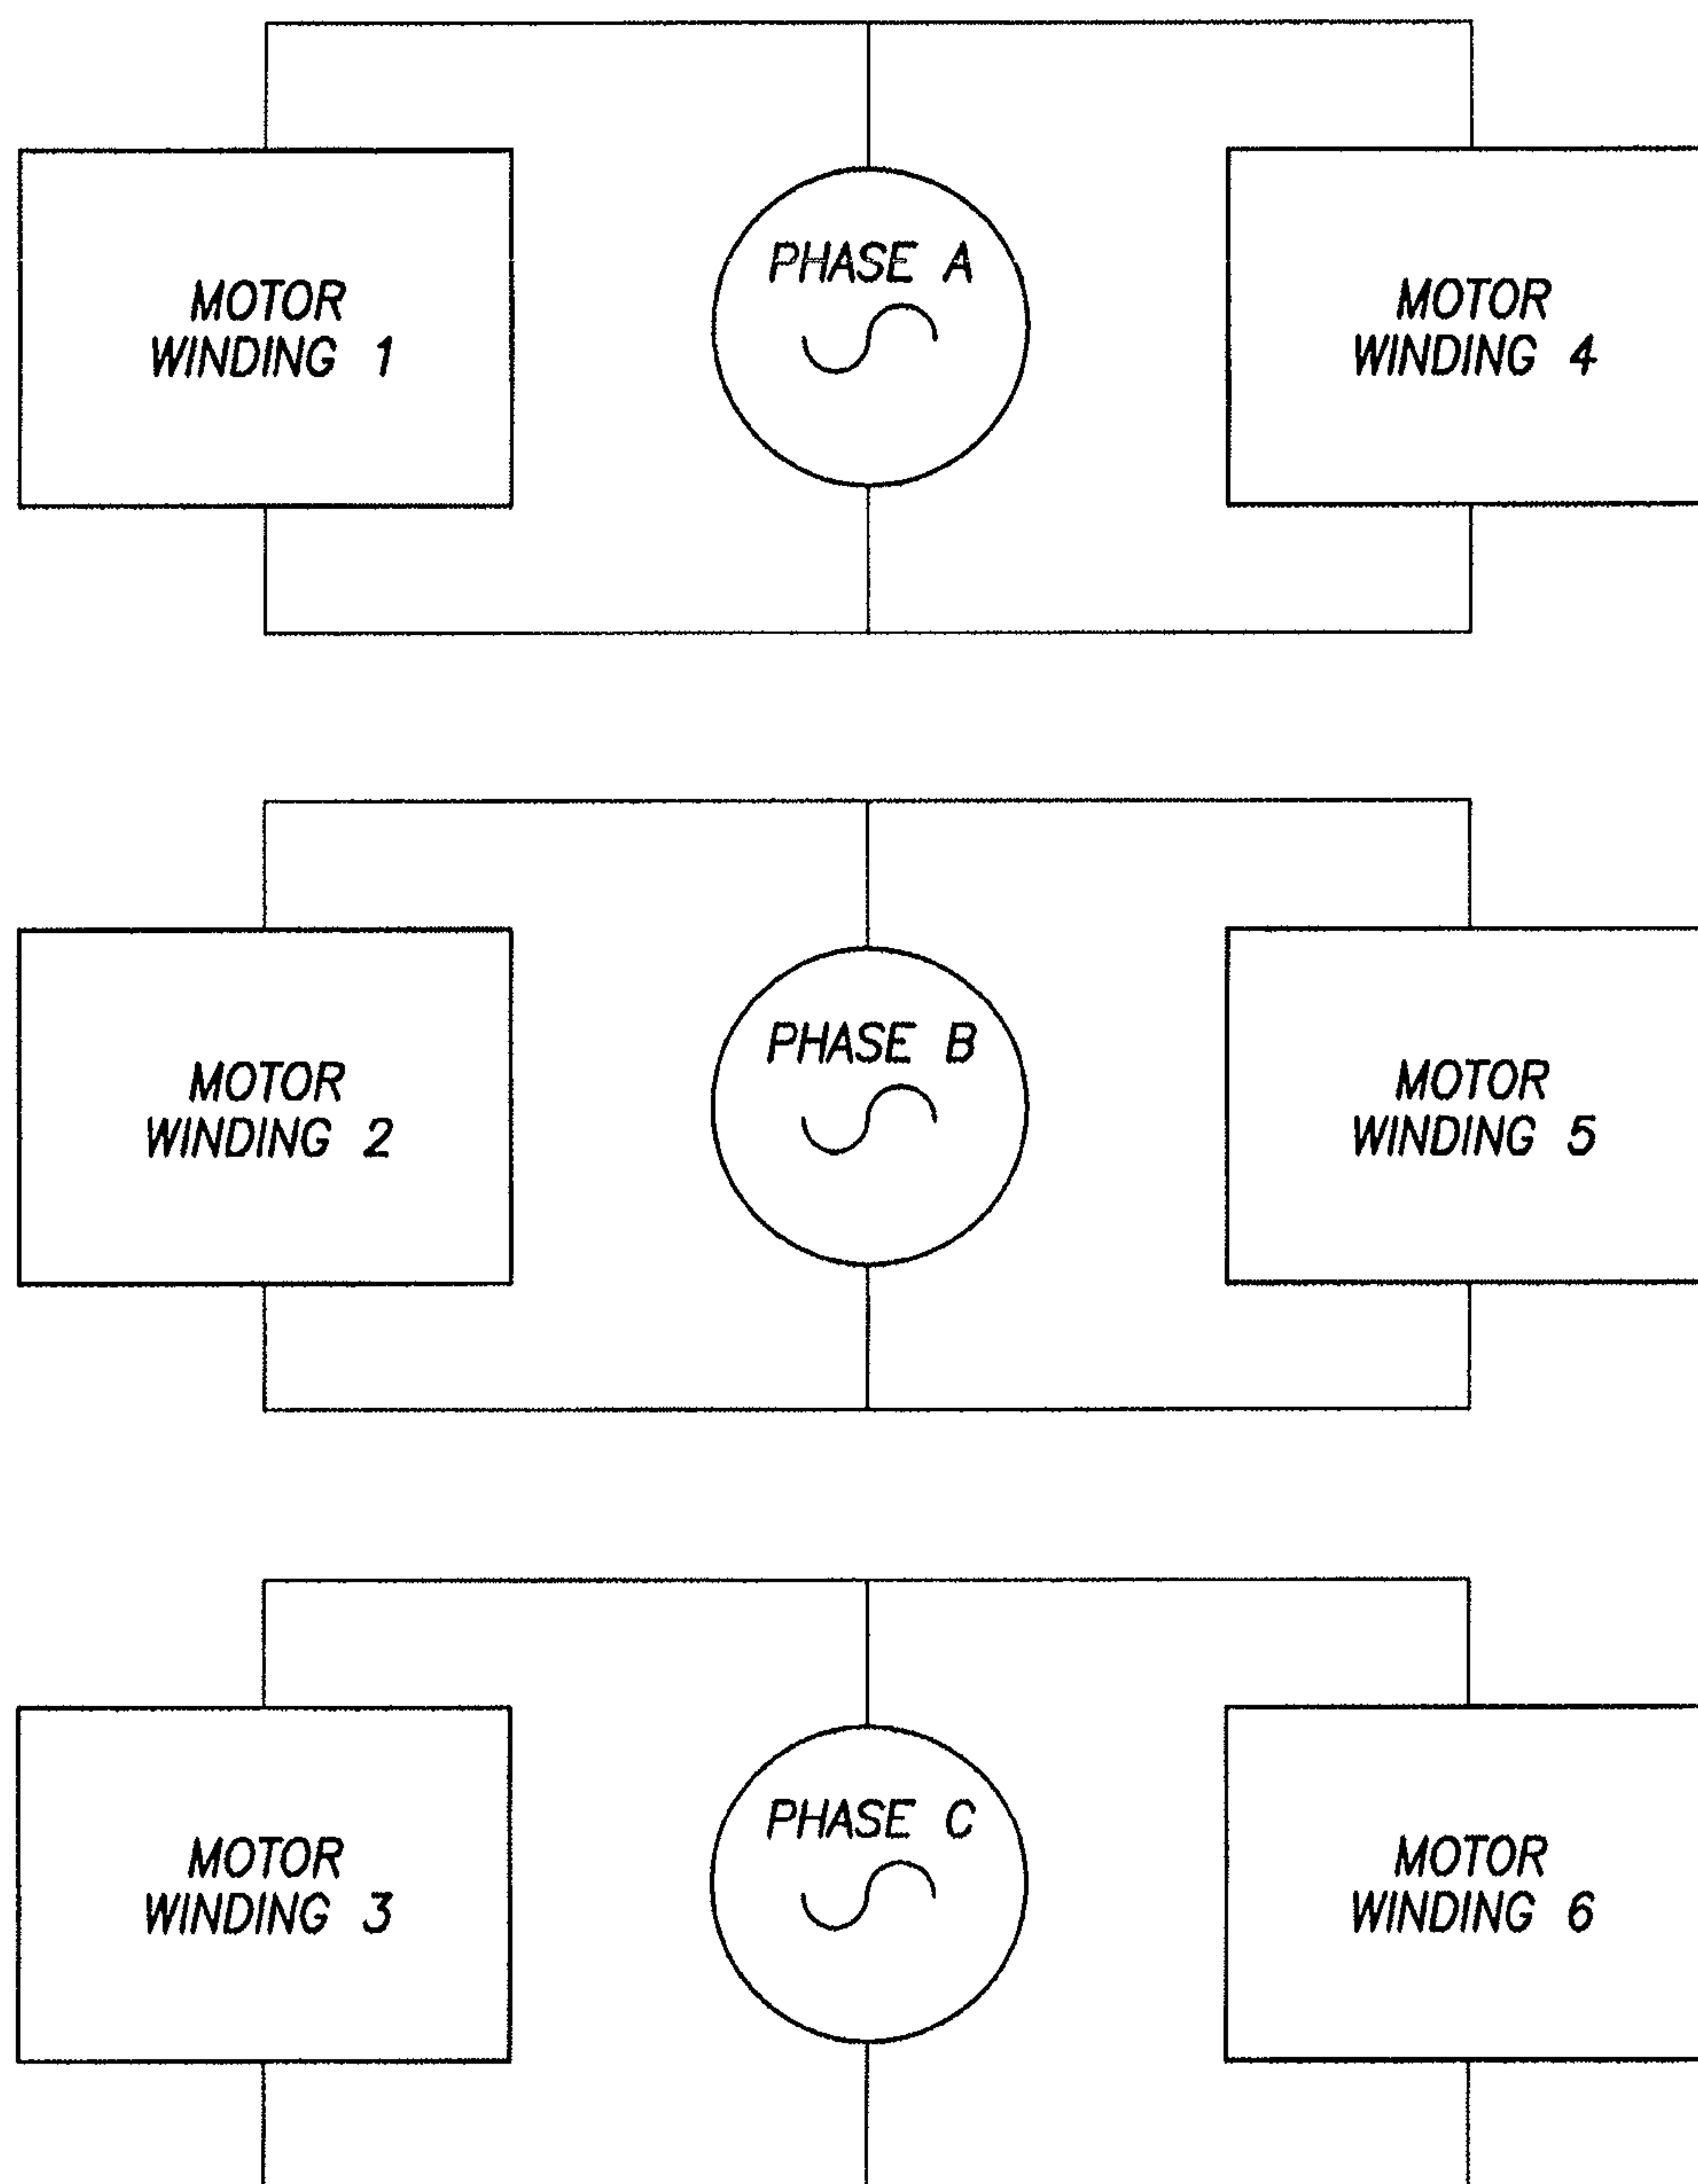 MOTOR
WINDING 1
PHASE A
MOTOR
WINDING 4
MOTOR
WINDING 2
PHASE B
MOTOR
WINDING 5
MOTOR
WINDING 3
PHASE C
MOTOR
WINDING 6